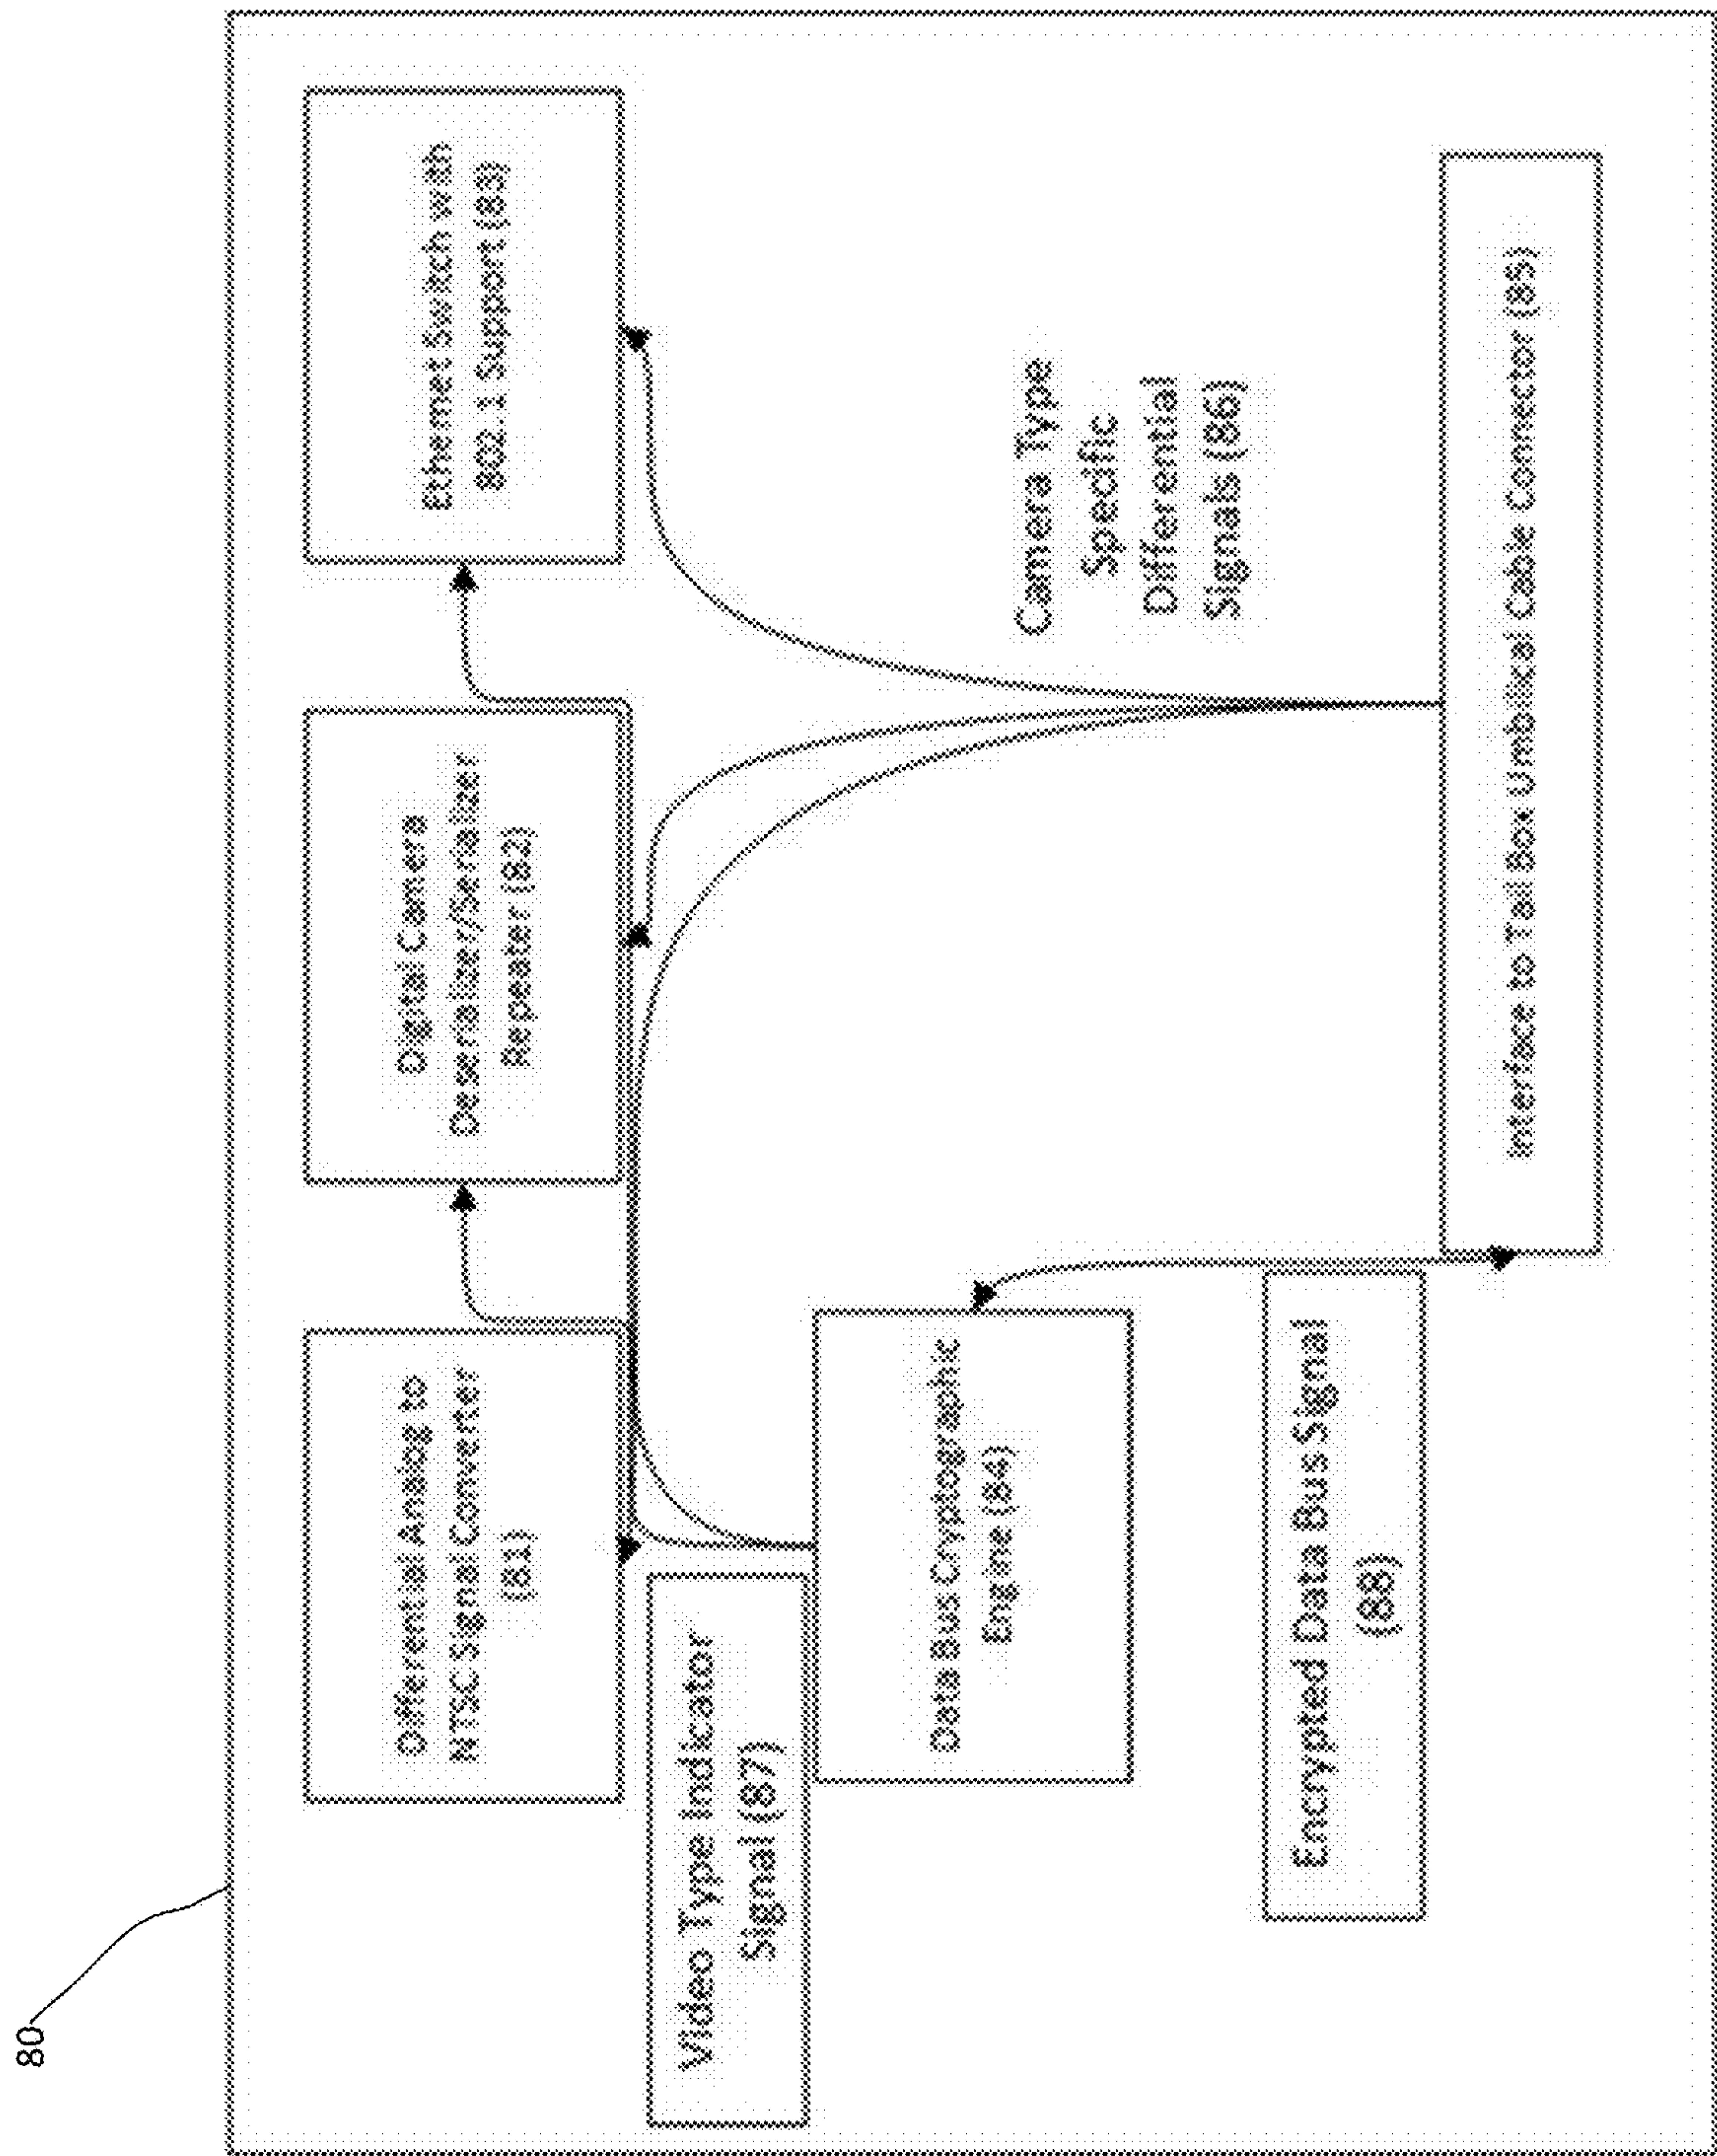 80
Differential Analog to
NTSC Signal Converter
(81)
Digital Camera
Deserializer/Serializer
Repeater (82)
Ethernet Switch with
802.1 Support (83)
Video Type Indicator
Signal (87)
Data Bus Cryptographic
Engine (84)
Camera Type
Specific
Differential
Signals (86)
Encrypted Data Bus Signal
(88)
Interface to Tail Box Umbilical Cable Connector (85)